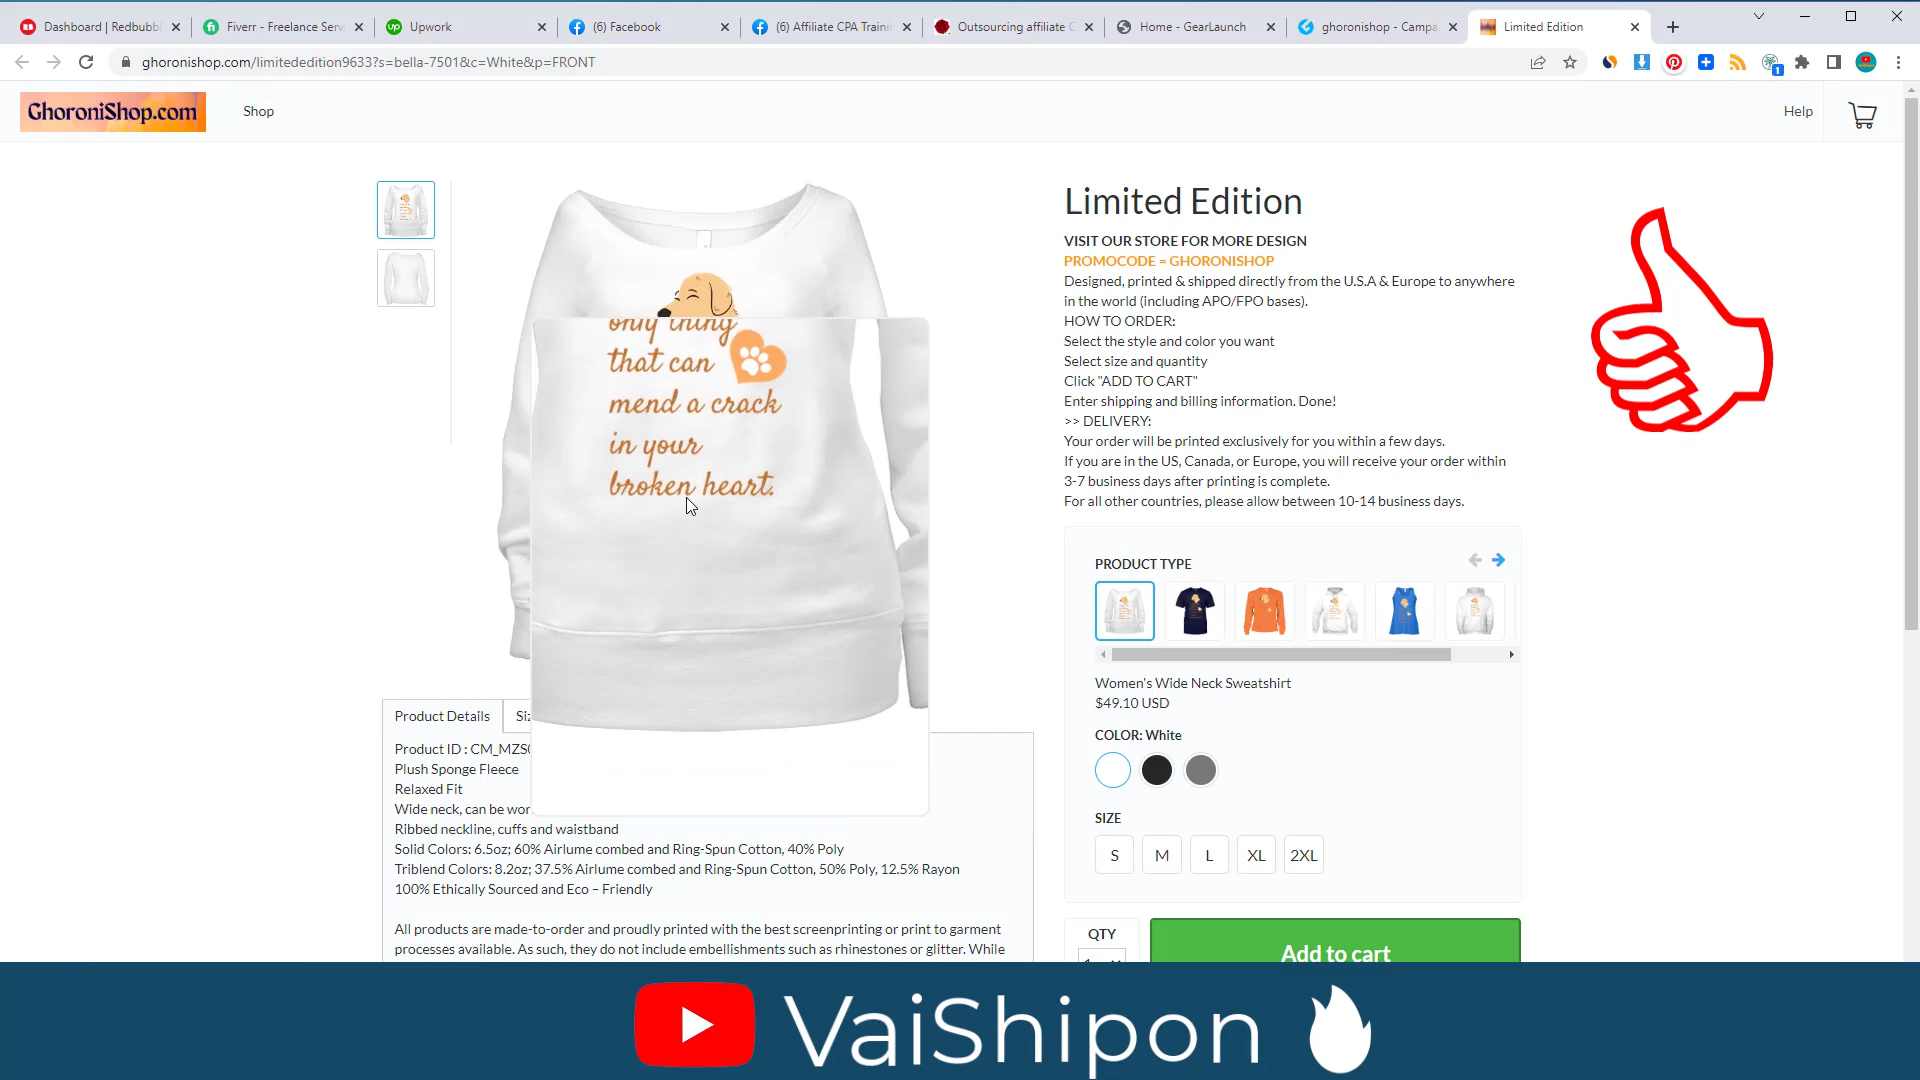 Dashboard | Redbubbl
Fiverr - Freelance Serv
Upwork
(6) Facebook
(6) Affiliate CPA Trainin
Outsourcing affiliate C
Home - GearLaunch
ghoronishop - Campa
Limited Edition
ghoronishop.com/limitededition9633?s=bella-7501&c=White&p=FRONT
1
GhoroniShop.com
Shop
Help
only thing
that can
mend a crack
in your
broken heart.
Limited Edition
VISIT OUR STORE FOR MORE DESIGN
PROMOCODE = GHORONISHOP
Designed, printed & shipped directly from the U.S.A & Europe to anywhere
in the world (including APO/FPO bases).
HOW TO ORDER:
Select the style and color you want
Select size and quantity
Click "ADD TO CART"
Enter shipping and billing information. Done!
>> DELIVERY:
Your order will be printed exclusively for you within a few days.
If you are in the US, Canada, or Europe, you will receive your order within
3-7 business days after printing is complete.
For all other countries, please allow between 10-14 business days.
PRODUCT TYPE
Women's Wide Neck Sweatshirt
$49.10 USD
COLOR: White
SIZE
S M L XL 2XL
QTY
Add to cart
Product Details
Siz
Product ID : CM_MZS
Plush Sponge Fleece
Relaxed Fit
Wide neck, can be wor
Ribbed neckline, cuffs and waistband
Solid Colors: 6.5oz; 60% Airlume combed and Ring-Spun Cotton, 40% Poly
Triblend Colors: 8.2oz; 37.5% Airlume combed and Ring-Spun Cotton, 50% Poly, 12.5% Rayon
100% Ethically Sourced and Eco – Friendly
All products are made-to-order and proudly printed with the best screenprinting or print to garment
processes available. As such, they do not include embellishments such as rhinestones or glitter. While
VaiShipon